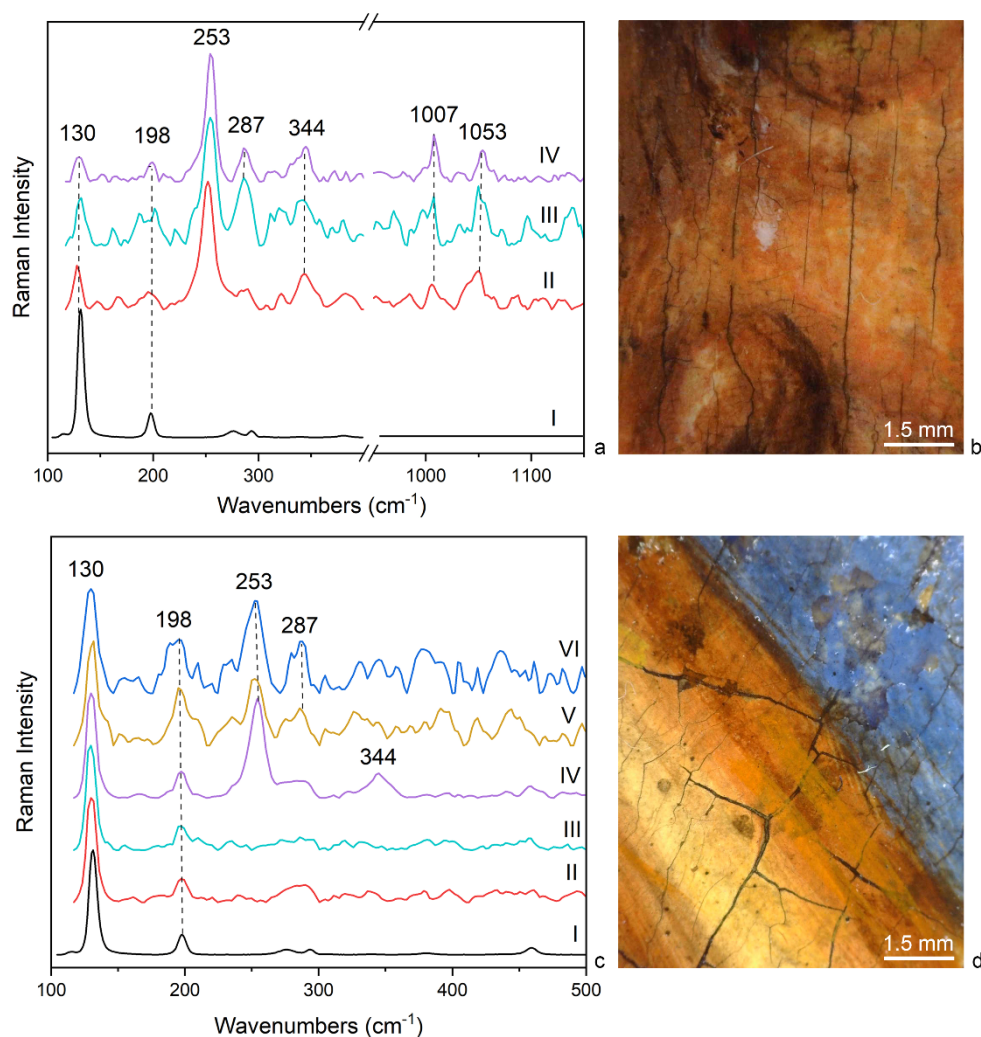 253
130
198
287
344
1007
1053
IV
III
II
I
Raman Intensity
100
200
300
1000
1100
Wavenumbers (cm-1)
a
1.5 mm
b
130
198
253
287
344
VI
V
IV
III
II
I
Raman Intensity
100
200
300
400
500
Wavenumbers (cm-1)
c
1.5 mm
d